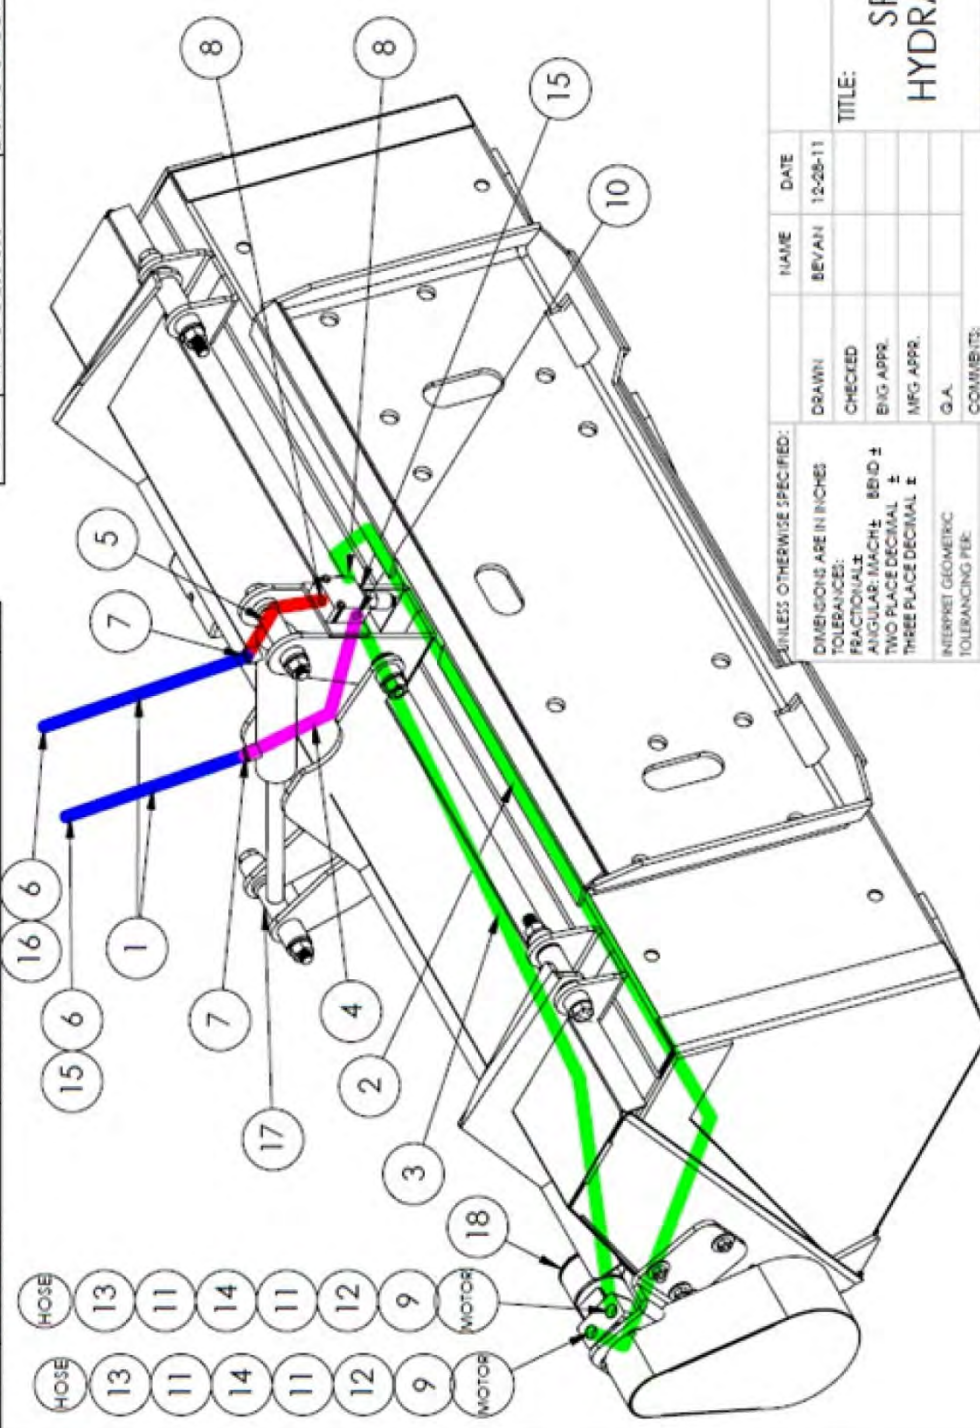 8
8
15
10
5
7
16
6
1
15
6
7
4
17
2
3
18
HOSE
13
11
14
11
12
9
MOTOR
HOSE
13
11
14
11
12
9
MOTOR
UNLESS OTHERWISE SPECIFIED:
DIMENSIONS ARE IN INCHES
TOLERANCES:
FRACTIONAL±
ANGULAR: MACH± BEND ±
TWO PLACE DECIMAL ±
THREE PLACE DECIMAL ±
INTERPRET GEOMETRIC
TOLERANCING PER:
NAME DATE
DRAWN BEVAN 12-28-11
CHECKED
ENG APPR.
MFG APPR.
Q.A.
COMMENTS:
TITLE:
HYDRA